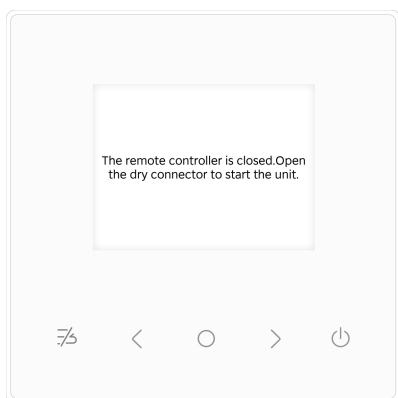 The remote controller is closed.Open
the dry connector to start the unit.